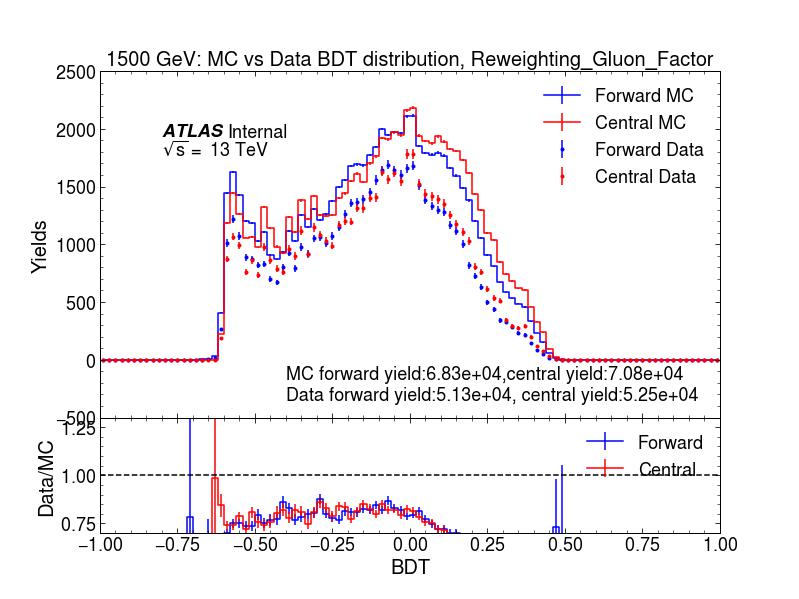 1500 GeV: MC vs Data BDT distribution, Reweighting_Gluon_Factor
2500
2000
1500
1000
500
0
−500
Yields
ATLAS Internal
√s = 13 TeV
Forward MC
Central MC
Forward Data
Central Data
MC forward yield:6.83e+04,central yield:7.08e+04
Data forward yield:5.13e+04, central yield:5.25e+04
1.25
1.00
0.75
Data/MC
Forward
Central
−1.00 −0.75 −0.50 −0.25 0.00 0.25 0.50 0.75 1.00
BDT